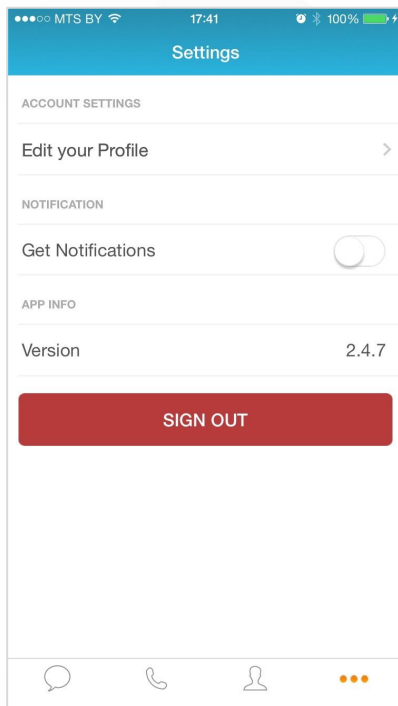 MTS BY 17:41 100%
Settings
ACCOUNT SETTINGS
Edit your Profile
NOTIFICATION
Get Notifications
APP INFO
Version 2.4.7
SIGN OUT